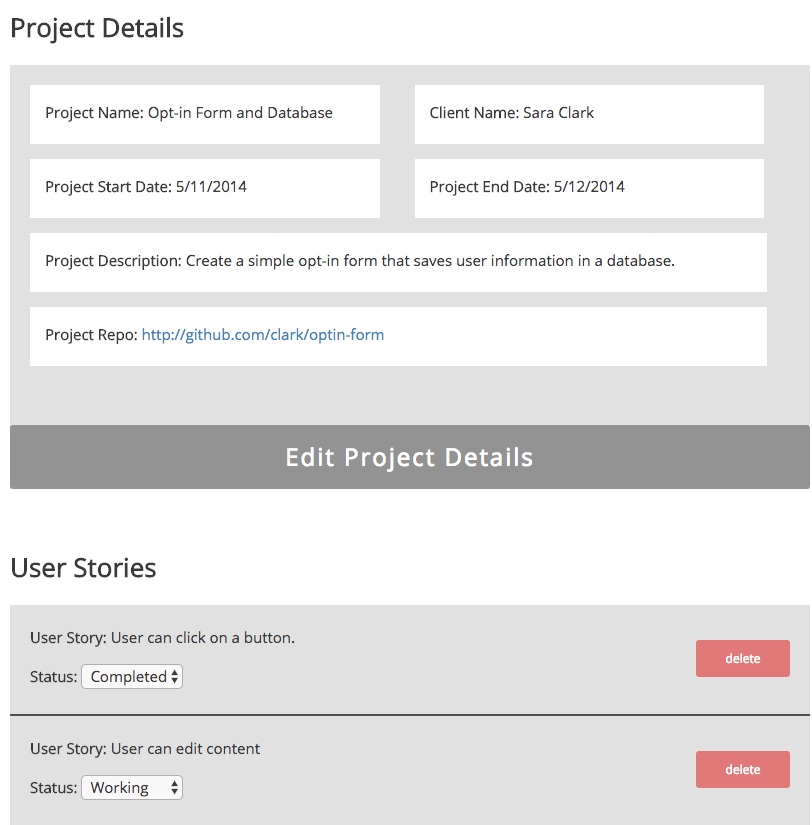 Project Details
Project Name: Opt-in Form and Database
Client Name: Sara Clark
Project Start Date: 5/11/2014
Project End Date: 5/12/2014
Project Description: Create a simple opt-in form that saves user information in a database.
Project Repo: http://github.com/clark/optin-form
Edit Project Details
User Stories
User Story: User can click on a button.
delete
Status: Completed
User Story: User can edit content
delete
Status: Working